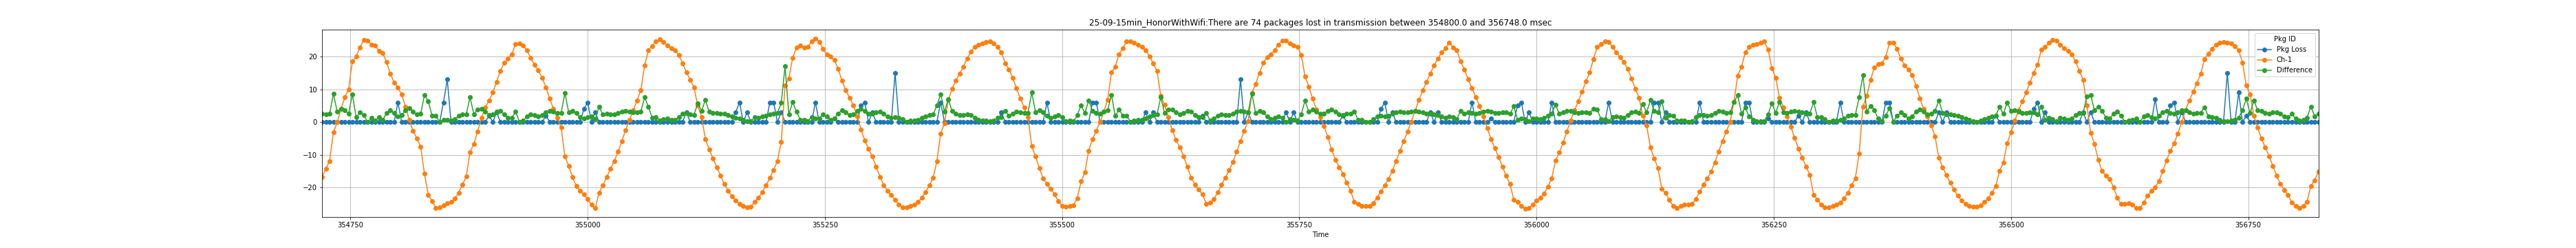 25-09-15min_HonorWithWifi:There are 74 packages lost in transmission between 354800.0 and 356748.0 msec
Pkg ID
Pkg Loss
Ch-1
Difference
20
10
0
−10
−20
354750 355000 355250 355500 355750 356000 356250 356500 356750
Time